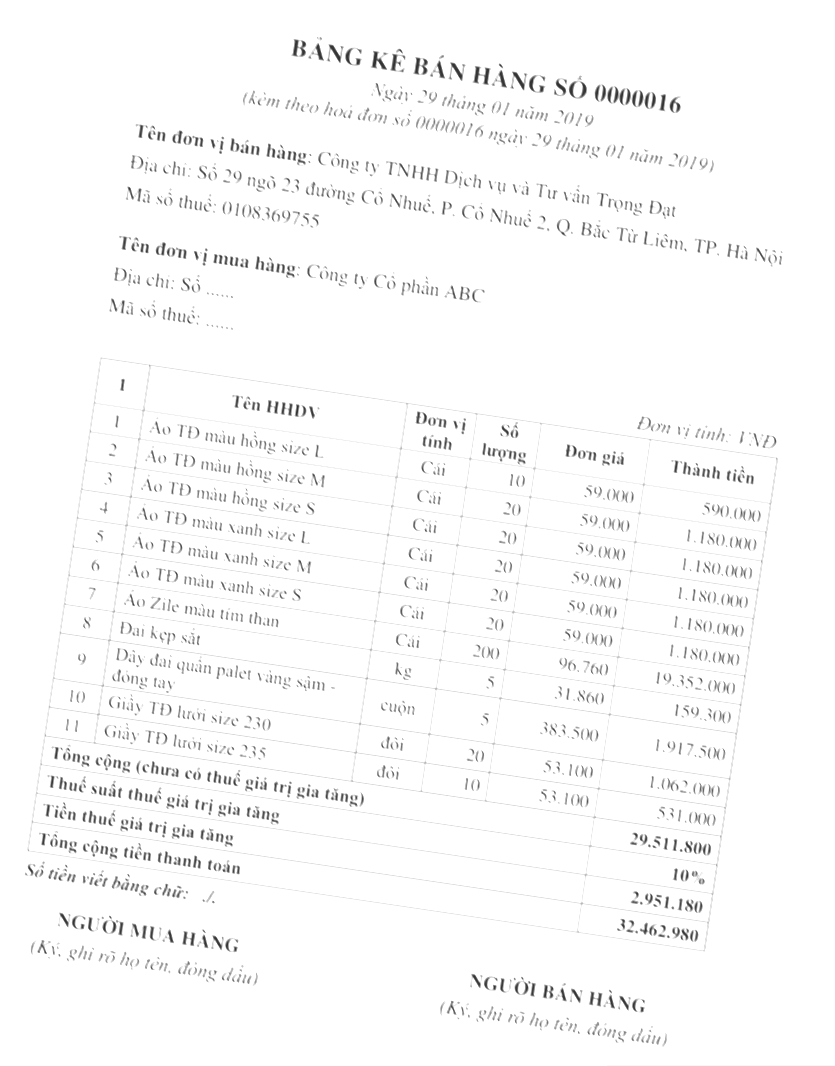 BẢNG KÊ BÁN HÀNG SỐ 0000016
Ngày 29 tháng 01 năm 2019
(kèm theo hoá đơn số 0000016 ngày 29 tháng 01 năm 2019)
Tên đơn vị bán hàng: Công ty TNHH Dịch vụ và Tư vấn Trọng Đạt
Địa chỉ: Số 29 ngõ 23 đường Cổ Nhuế, P. Cổ Nhuế 2, Q. Bắc Từ Liêm, TP. Hà Nội
Mã số thuế: 0108369755
Tên đơn vị mua hàng: Công ty Cổ phần ABC
Địa chỉ: Số ......
Mã số thuế: ......
Đơn vị tính: VNĐ
1 Tên HHDV Đơn vị tính Số lượng Đơn giá Thành tiền
1 Áo TĐ màu hồng size L Cái 10 59.000 590.000
2 Áo TĐ màu hồng size M Cái 20 59.000 1.180.000
3 Áo TĐ màu hồng size S Cái 20 59.000 1.180.000
4 Áo TĐ màu xanh size L Cái 20 59.000 1.180.000
5 Áo TĐ màu xanh size M Cái 20 59.000 1.180.000
6 Áo TĐ màu xanh size S Cái 20 59.000 1.180.000
7 Áo Zile màu tím than Cái 200 96.760 19.352.000
8 Đai kẹp sắt kg 5 31.860 159.300
9 Dây đai quấn palet vàng sậm - đóng tay cuộn 5 383.500 1.917.500
10 Giầy TĐ lưới size 230 đôi 20 53.100 1.062.000
11 Giầy TĐ lưới size 235 đôi 10 53.100 531.000
Tổng cộng (chưa có thuế giá trị gia tăng) 29.511.800
Thuế suất thuế giá trị gia tăng 10%
Tiền thuế giá trị gia tăng 2.951.180
Tổng cộng tiền thanh toán 32.462.980
Số tiền viết bằng chữ: ./.
NGƯỜI MUA HÀNG
(Ký, ghi rõ họ tên, đóng dấu)
NGƯỜI BÁN HÀNG
(Ký, ghi rõ họ tên, đóng dấu)